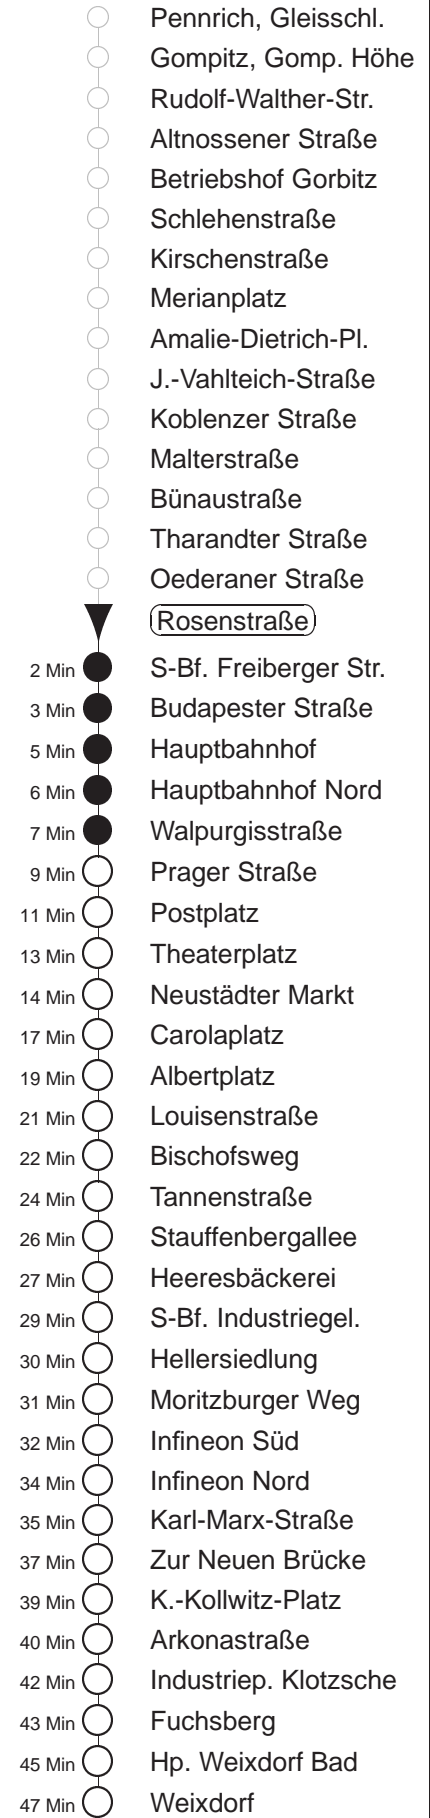 Pennrich, Gleisschl.
Gompitz, Gomp. Höhe
Rudolf-Walther-Str.
Altnossener Straße
Betriebshof Gorbitz
Schlehenstraße
Kirschenstraße
Merianplatz
Amalie-Dietrich-Pl.
J.-Vahlteich-Straße
Koblenzer Straße
Malterstraße
Bünaustraße
Tharandter Straße
Oederaner Straße
Rosenstraße
2 Min S-Bf. Freiberger Str.
3 Min Budapester Straße
5 Min Hauptbahnhof
6 Min Hauptbahnhof Nord
7 Min Walpurgisstraße
9 Min Prager Straße
11 Min Postplatz
13 Min Theaterplatz
14 Min Neustädter Markt
17 Min Carolaplatz
19 Min Albertplatz
21 Min Louisenstraße
22 Min Bischofsweg
24 Min Tannenstraße
26 Min Stauffenbergallee
27 Min Heeresbäckerei
29 Min S-Bf. Industriegel.
30 Min Hellersiedlung
31 Min Moritzburger Weg
32 Min Infineon Süd
34 Min Infineon Nord
35 Min Karl-Marx-Straße
37 Min Zur Neuen Brücke
39 Min K.-Kollwitz-Platz
40 Min Arkonastraße
42 Min Industriep. Klotzsche
43 Min Fuchsberg
45 Min Hp. Weixdorf Bad
47 Min Weixdorf